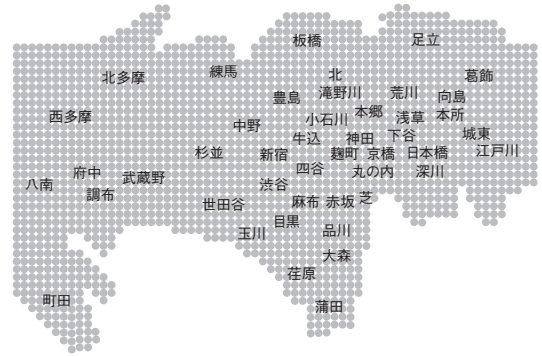 板橋
足立
北多摩
練馬
北
葛飾
豊島
滝野川
荒川
向島
西多摩
中野
小石川
本郷
浅草
本所
牛込
神田
下谷
城東
杉並
新宿
麹町
京橋
日本橋
江戸川
八南
府中
武蔵野
四谷
丸の内
深川
調布
渋谷
世田谷
麻布
赤坂
芝
玉川
目黒
品川
大森
荏原
町田
蒲田